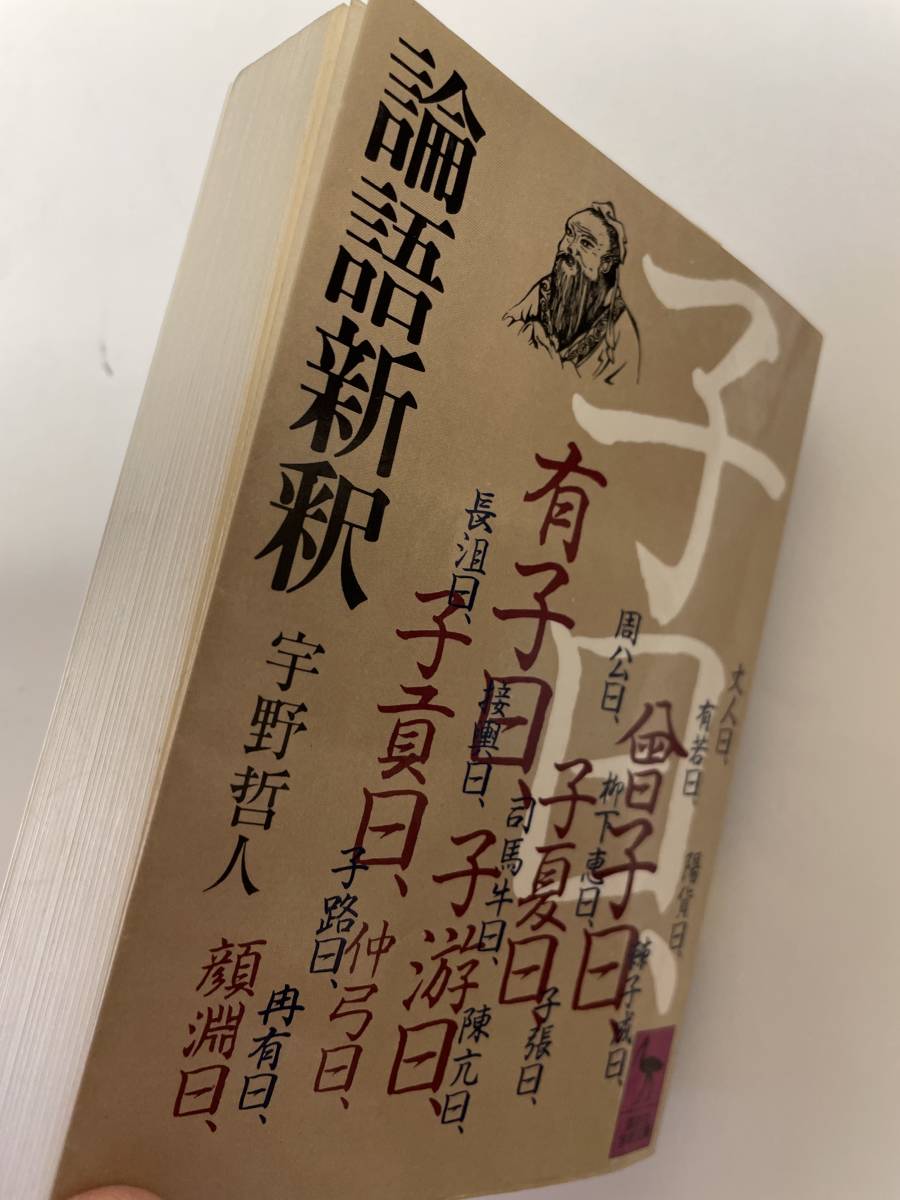 論語新釈
宇野哲人
子曰、
有子曰、
曾子曰、
子貢曰、
子夏曰、
子游曰、
顔淵曰、
仲弓曰、
長沮曰、
接輿曰、
司馬牛曰、
周公曰、
柳下恵曰、
丈人曰、
有若曰、
陽貨曰、
棘子成曰、
子張曰、
陳亢曰、
子路曰、
冉有曰、